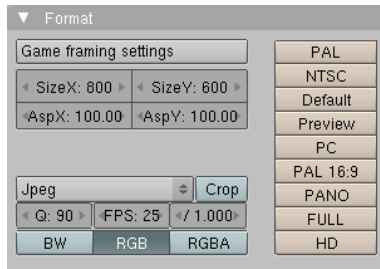 Format
Game framing settings
SizeX: 800 SizeY: 600
AspX: 100.00 AspY: 100.00
Jpeg Crop
Q: 90 FPS: 25 / 1.000
BW RGB RGBA
PAL
NTSC
Default
Preview
PC
PAL 16:9
PANO
FULL
HD